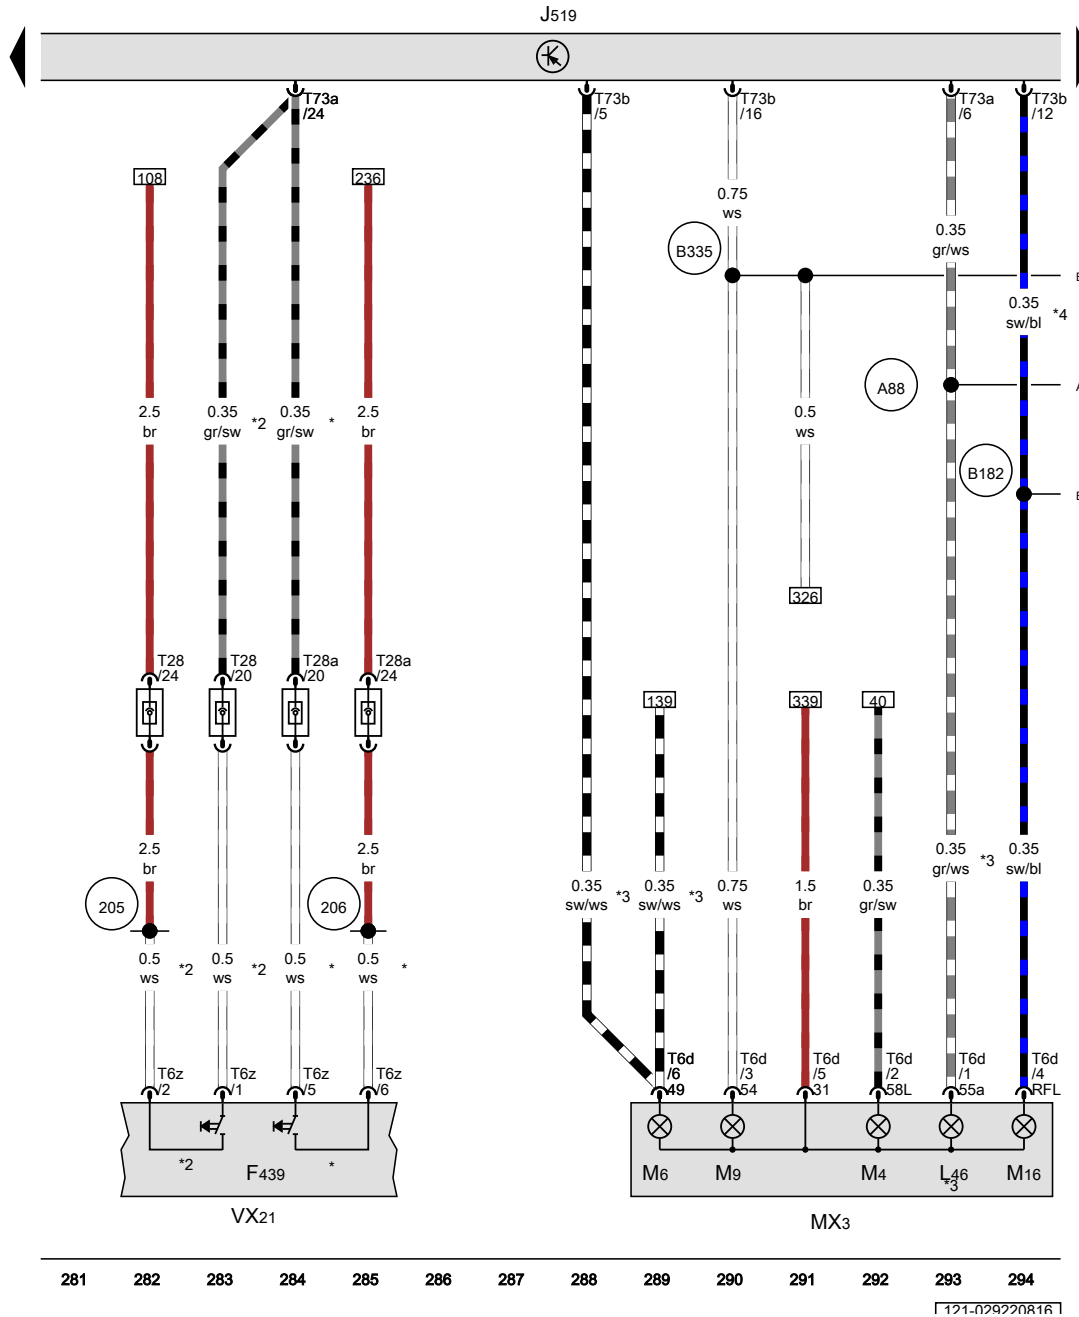 J519
T73a
/24
T73b
/5
T73b
/16
T73a
/6
T73b
/12
108
236
0.75
ws
0.35
gr/ws
B335
0.35
sw/bl
*4
A88
2.5
br
0.35
gr/sw
*2
0.35
gr/sw
*
2.5
br
0.5
ws
B182
326
T28
/24
T28
/20
T28a
/20
T28a
/24
139
339
40
2.5
br
2.5
br
0.35
gr/ws
*3
0.35
sw/bl
205
206
0.35
sw/ws
*3
0.35
sw/ws
*3
0.75
ws
1.5
br
0.35
gr/sw
0.5
ws
*2
0.5
ws
*2
0.5
ws
*
0.5
ws
*
T6z
/2
T6z
/1
T6z
/5
T6z
/6
T6d
/6
49
T6d
/3
54
T6d
/5
31
T6d
/2
58L
T6d
/1
55a
T6d
/4
RFL
*2
F439
*
M6
M9
M4
L46
*3
M16
VX21
MX3
281 282 283 284 285 286 287 288 289 290 291 292 293 294
121-029220816